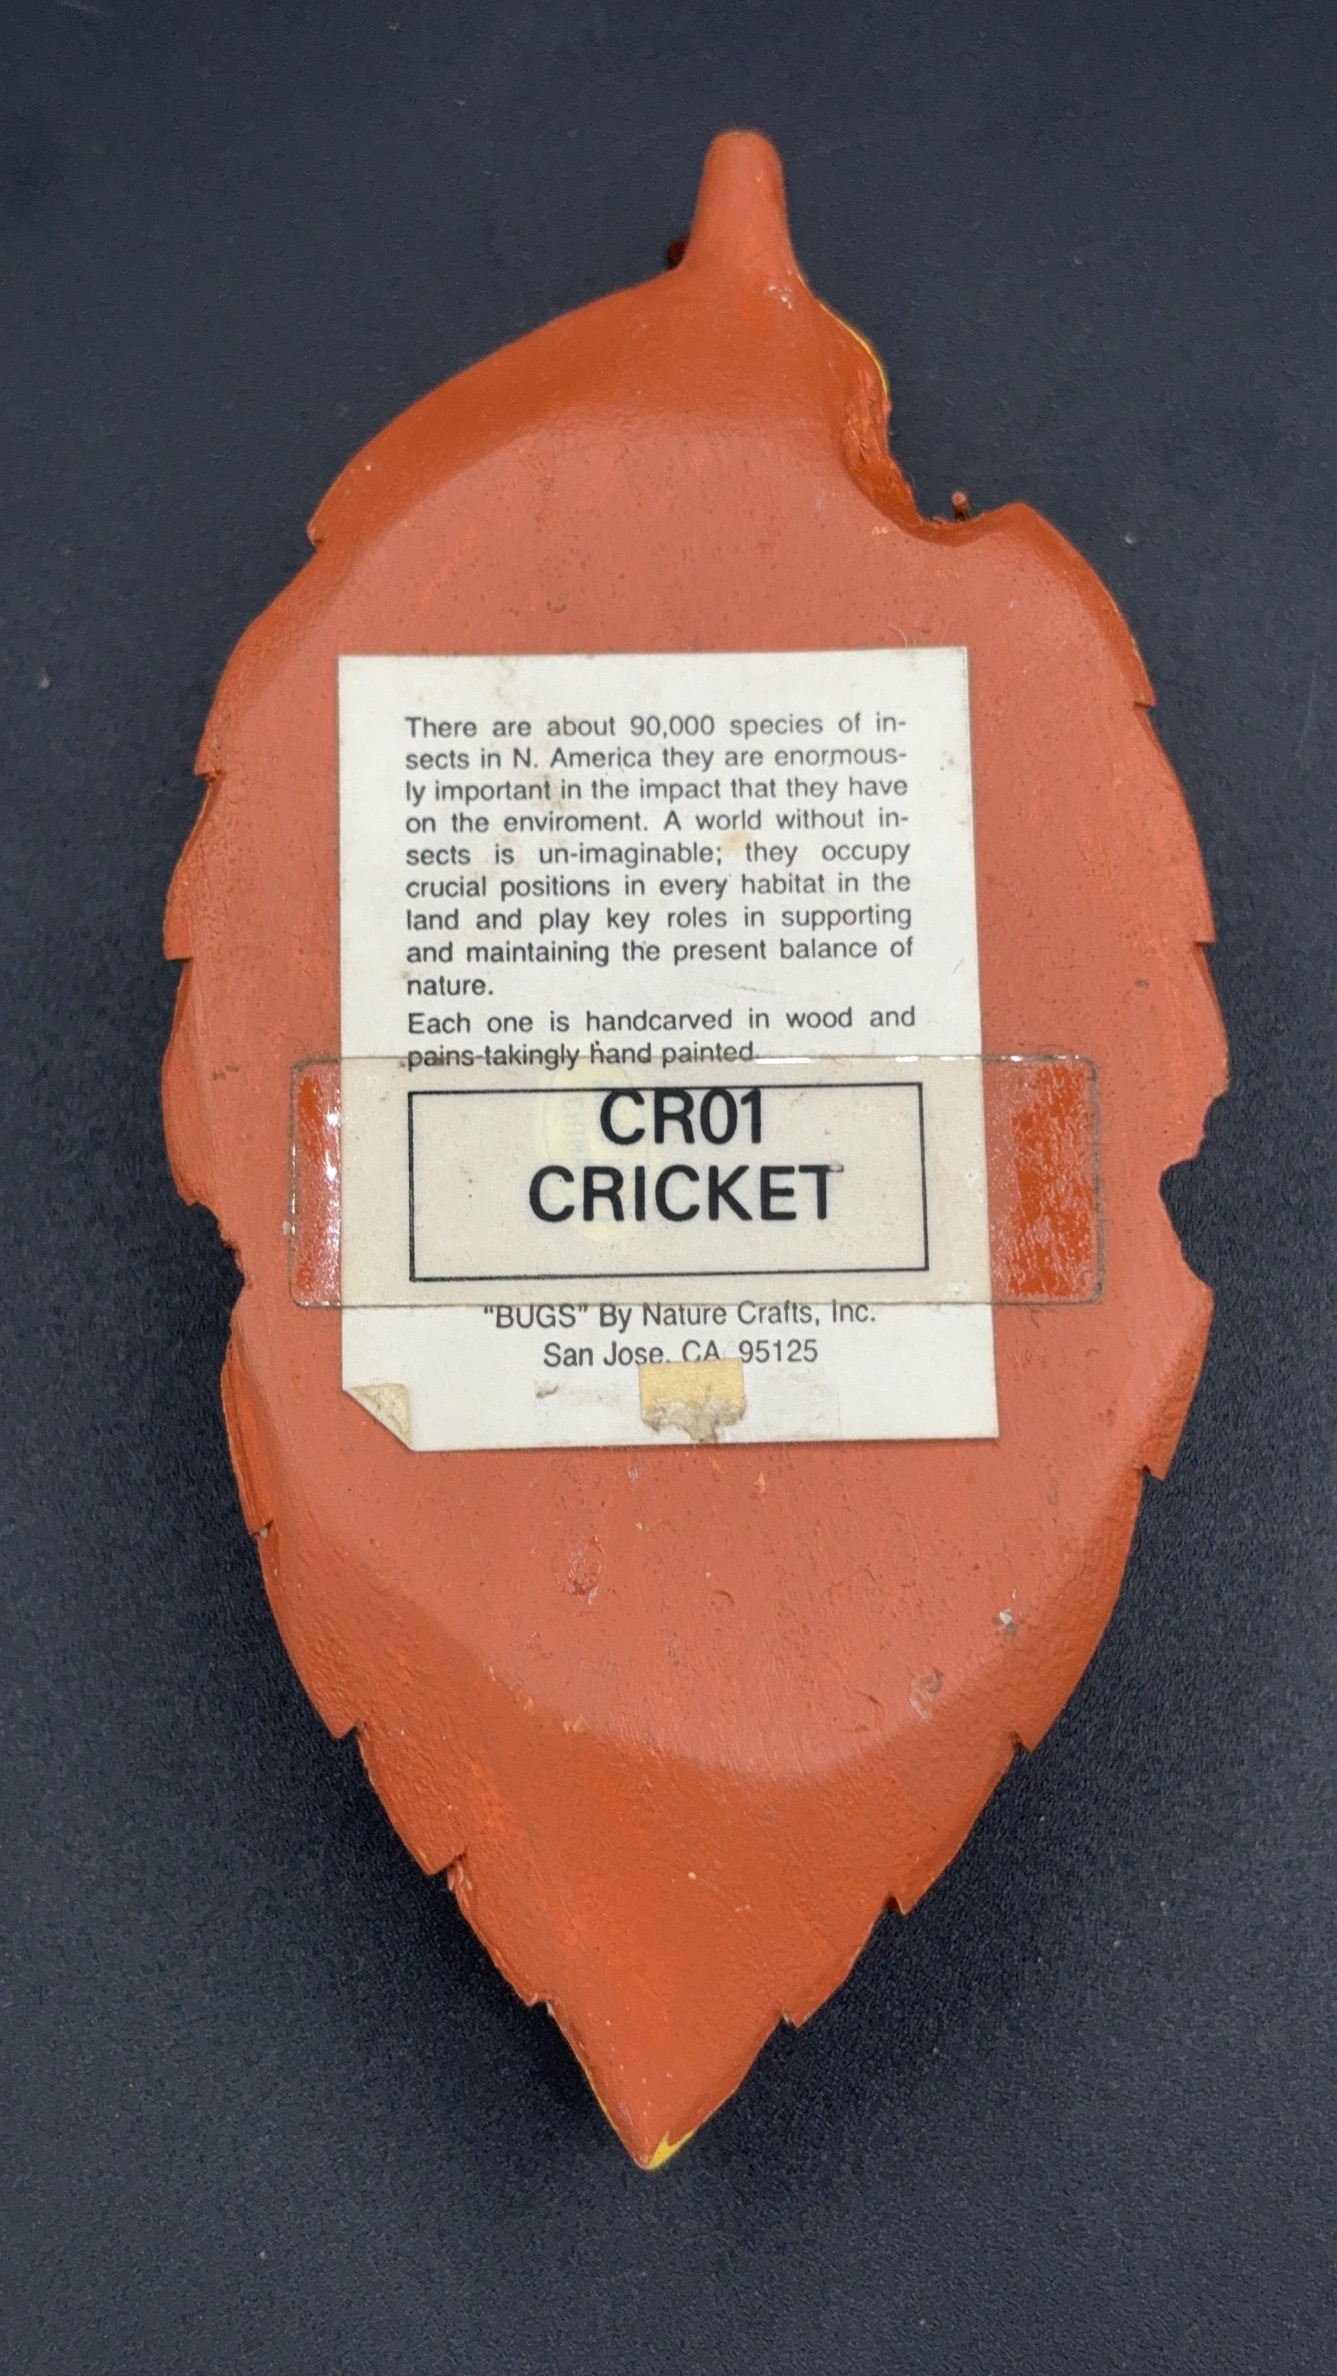 There are about 90,000 species of in-
sects in N. America they are enormous-
ly important in the impact that they have
on the enviroment. A world without in-
sects is un-imaginable; they occupy
crucial positions in every habitat in the
land and play key roles in supporting
and maintaining the present balance of
nature.
Each one is handcarved in wood and
pains-takingly hand painted.
CR01
CRICKET
"BUGS" By Nature Crafts, Inc.
San Jose, CA 95125